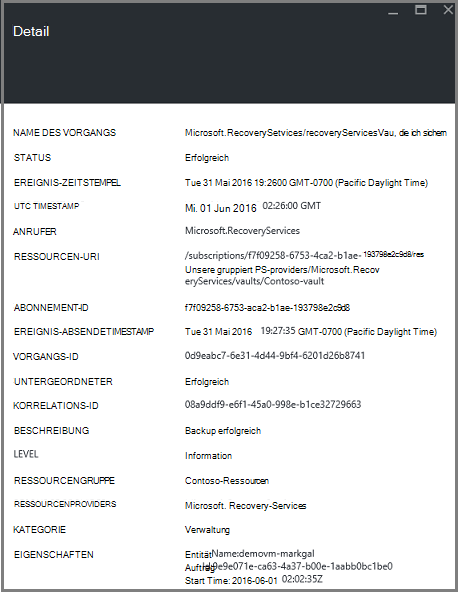 Detail
NAME DES VORGANGS Microsoft.RecoverySetvices/recoveryServicesVau, die ich sichern
STATUS Erfolgreich
EREIGNIS-ZEITSTEMPEL Tue 31 Mai 2016 19:2600 GMT-0700 (Pacific Daylight Time)
UTC TIMESTAMP Mi. 01 Jun 2016 02:26:00 GMT
ANRUFER Microsoft.RecoveryServices
RESSOURCEN-URI /subscriptions/f7f09258-6753-4ca2-b1ae-193798e2c9d8/res
Unsere gruppiert PS-providers/Microsoft.Recov
eryServices/vaults/Contoso-vault
ABONNEMENT-ID f7f09258-6753-aca2-b1ae-193798e2c9d8
EREIGNIS-ABSENDETIMESTAMP Tue 31 Mai 2016 19:27:35 GMT-0700 (Pacific Daylight Time)
VORGANGS-ID 0d9eabc7-6e31-4d44-9bf4-6201d26b8741
UNTERGEORDNETER Erfolgreich
KORRELATIONS-ID 08a9ddf9-e6f1-45a0-998e-b1ce32729663
BESCHREIBUNG Backup erfolgreich
LEVEL Information
RESSOURCENGRUPPE Contoso-Ressourcen
RESSOURCENPROVIDERS Microsoft. Recovery-Services
KATEGORIE Verwaltung
EIGENSCHAFTEN Entität Name:demovm-markgal
Auftrag Id:9e9e071e-ca63-4a37-b00e-1aabb0bc1be0
Start Time: 2016-06-01 02:02:35Z